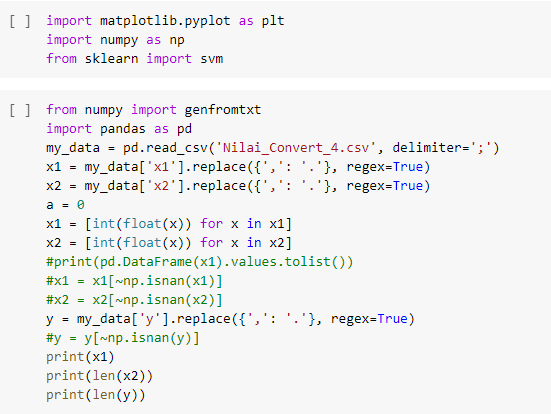 [ ] import matplotlib.pyplot as plt
import numpy as np
from sklearn import svm
[ ] from numpy import genfromtxt
import pandas as pd
my_data = pd.read_csv('Nilai_Convert_4.csv', delimiter=';')
x1 = my_data['x1'].replace({',': '.'}, regex=True)
x2 = my_data['x2'].replace({',': '.'}, regex=True)
a = 0
x1 = [int(float(x)) for x in x1]
x2 = [int(float(x)) for x in x2]
#print(pd.DataFrame(x1).values.tolist())
#x1 = x1[~np.isnan(x1)]
#x2 = x2[~np.isnan(x2)]
y = my_data['y'].replace({',': '.'}, regex=True)
#y = y[~np.isnan(y)]
print(x1)
print(len(x2))
print(len(y))